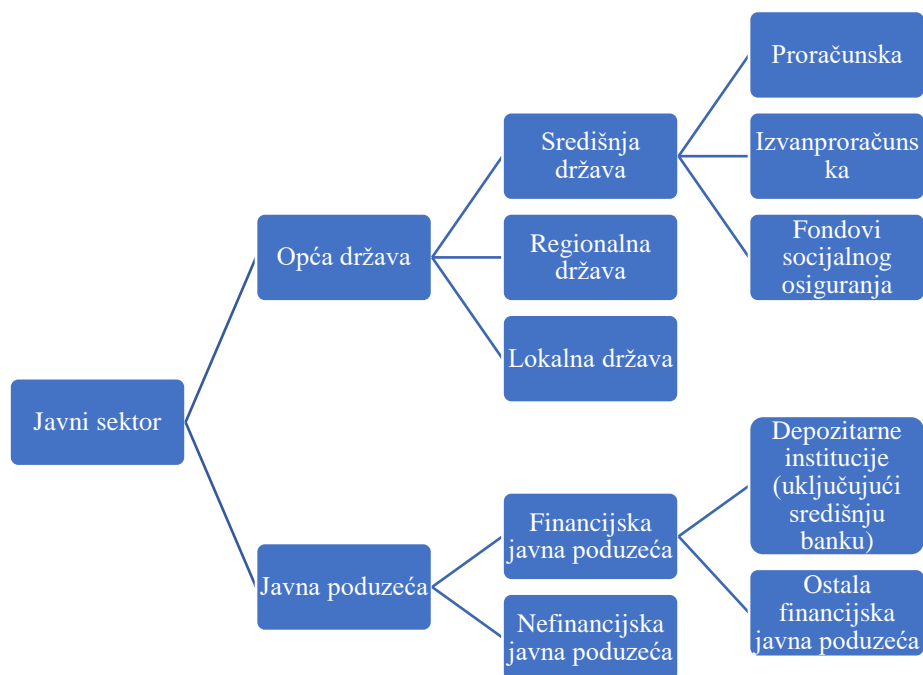 Proračunska
Središnja
država
Izvanproračuns
ka
Opća država
Regionalna
država
Fondovi
socijalnog
osiguranja
Lokalna država
Javni sektor
Depozitarne
institucije
(uključujući
središnju
banku)
Financijska
javna poduzeća
Javna poduzeća
Nefinancijska
javna poduzeća
Ostala
financijska
javna poduzeća